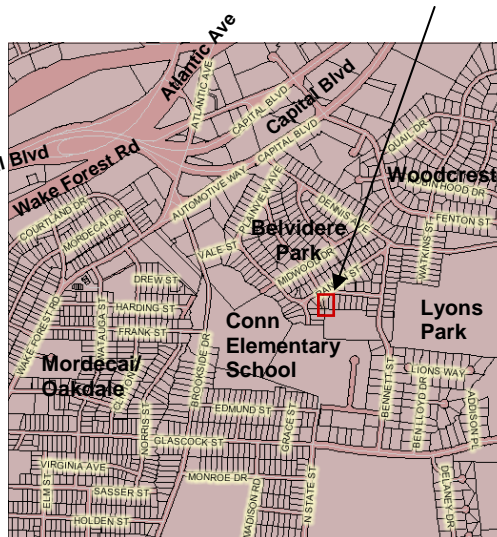 Atlantic Ave
ATLANTIC AVE
CAPITAL BLVD
Capital Blvd
l Blvd
CAPITAL BLVD
QUAIL DR
Wake Forest Rd
AUTOMOTIVE WAY
PLAINVIEW AVE
Woodcrest
DENNIS AVE
COURTLAND DR
MORDECAI DR
FENTON ST
VALE ST
Belvidere
Park
WATKINS ST
MIDWOOD DR
DREW ST
WAKE FOREST RD
WATAUGA ST
HARDING ST
Conn
Elementary
School
Lyons
Park
FRANK ST
BROOKSIDE DR
Mordecai/
Oakdale
LIONS WAY
BENNETT ST
BEN LLOYD DR
ADDISON PL
NORRIS ST
EDMUND ST
GRACE ST
GLASCOCK ST
VIRGINIA AVE
MONROE DR
ELM ST
SASSER ST
MADISON RD
N STATE ST
DELANEY DR
HOLDEN ST